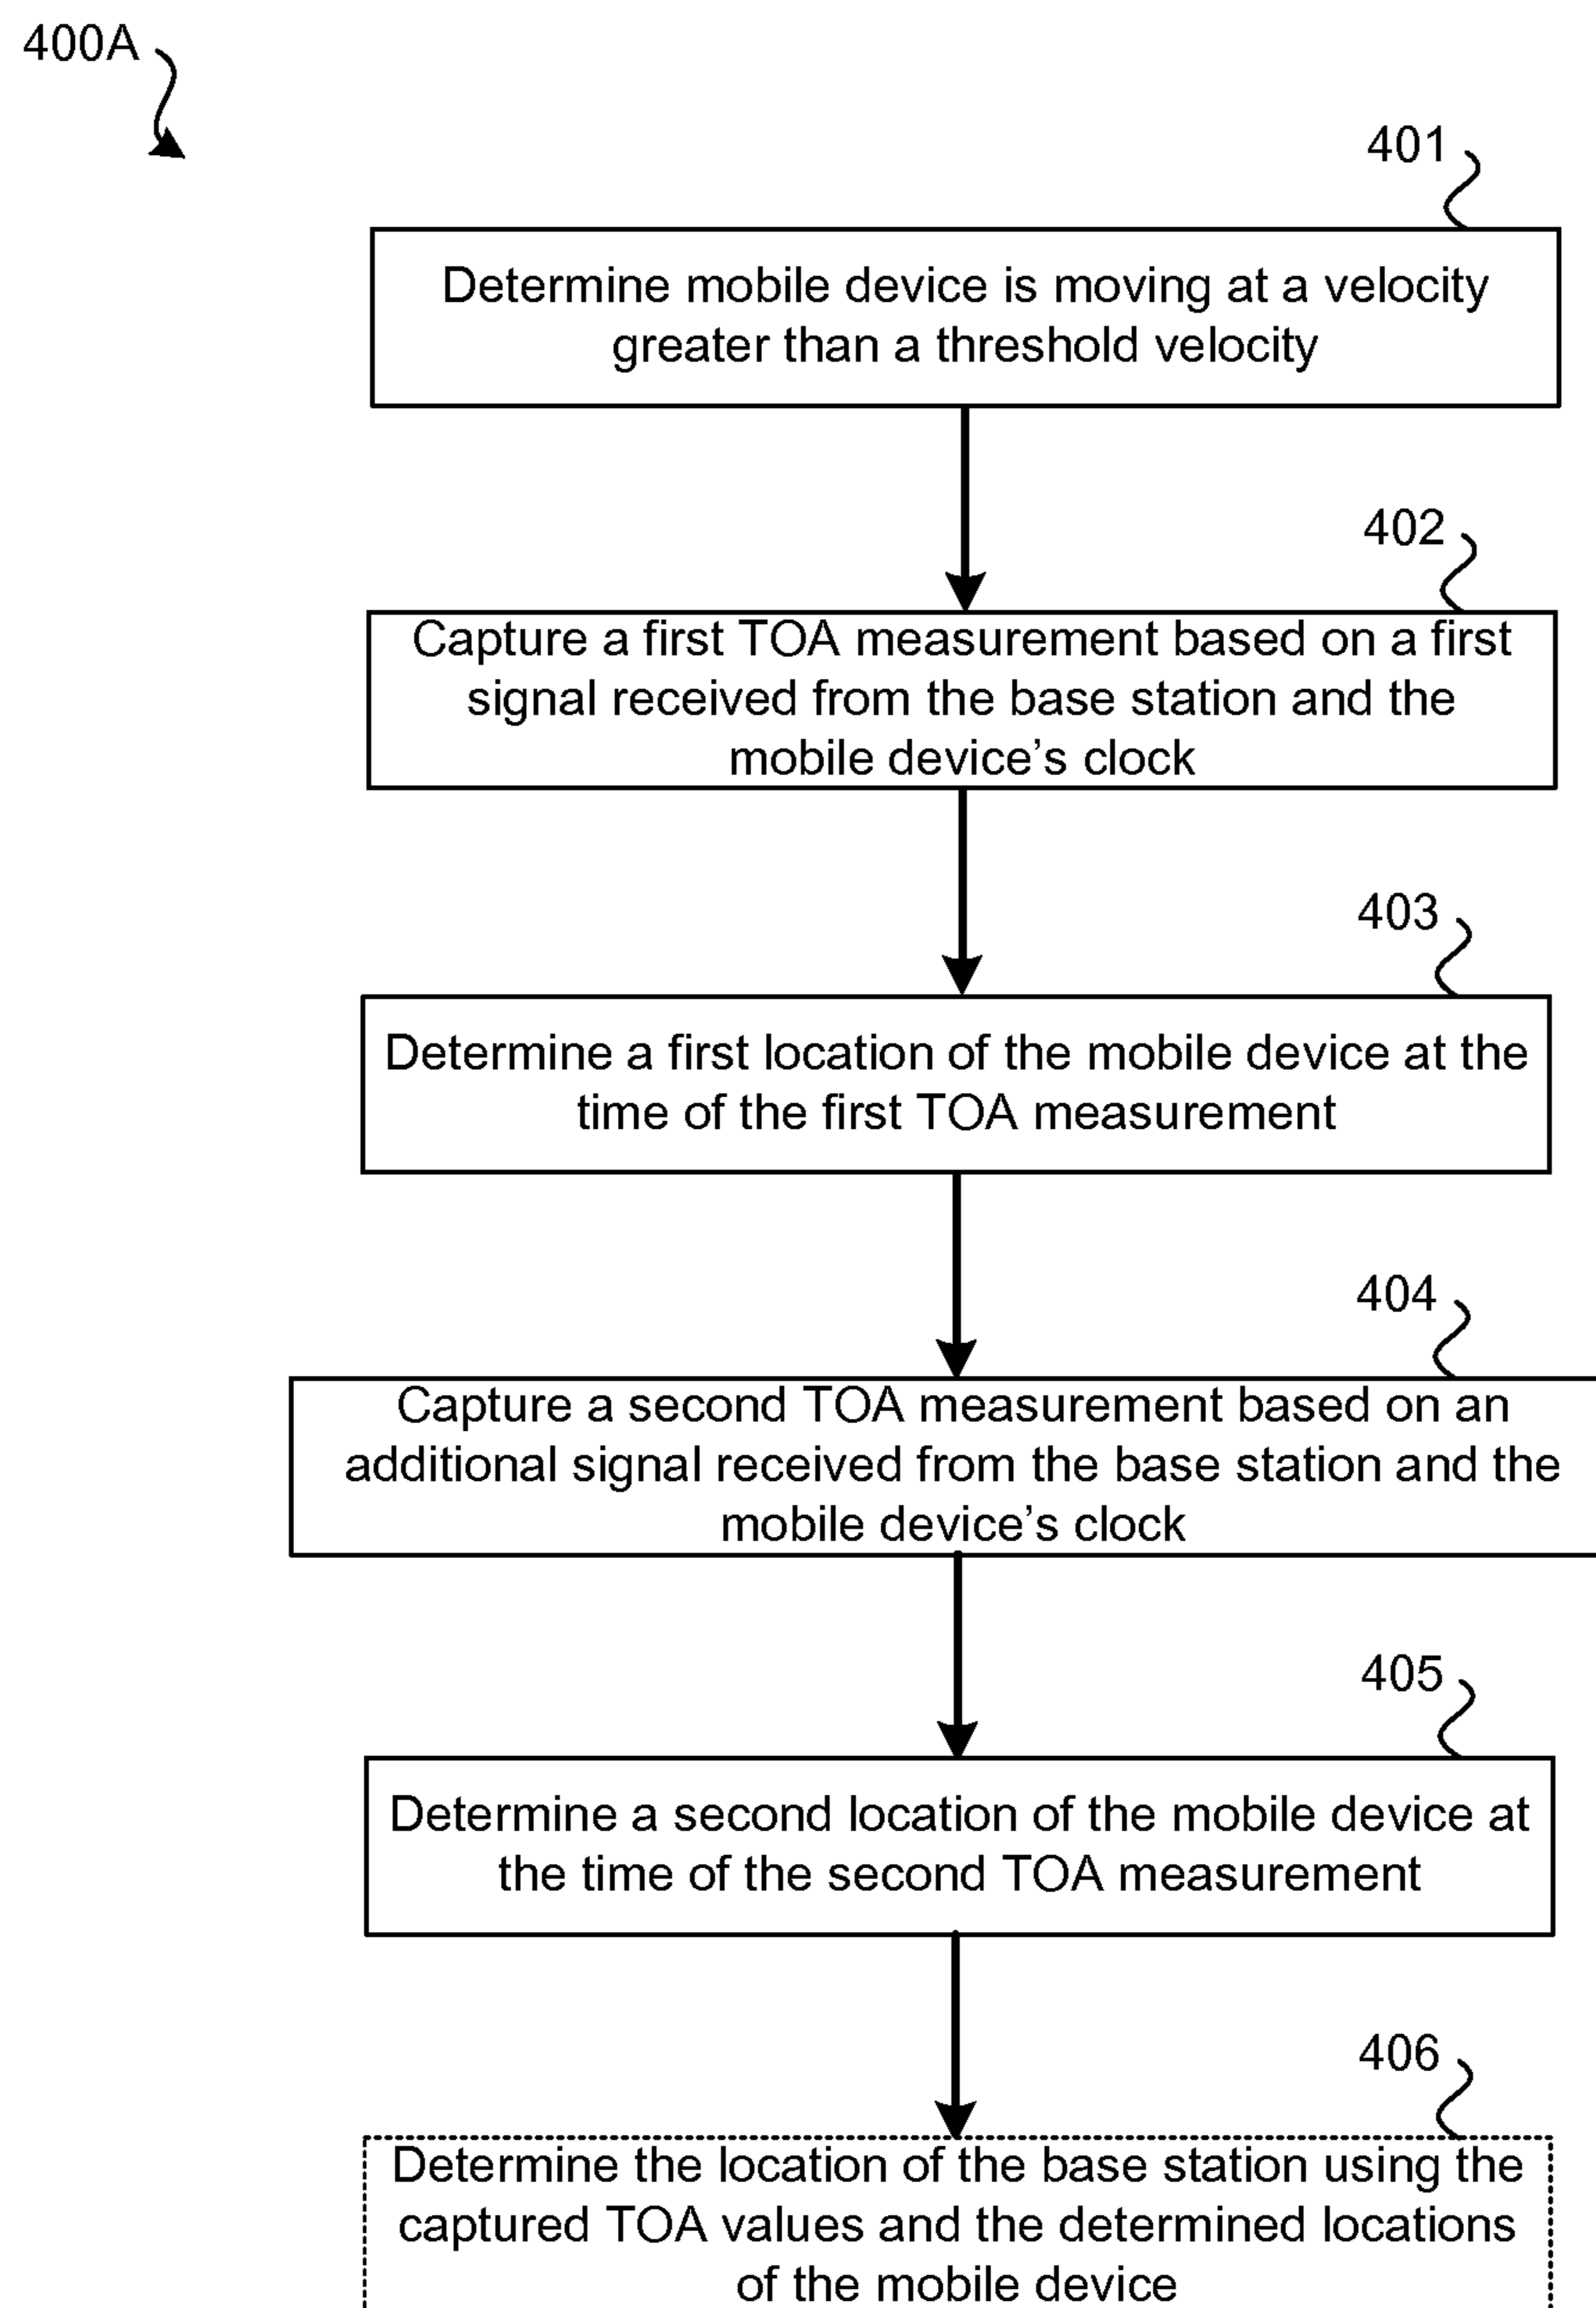 400A
401
Determine mobile device is moving at a velocity
greater than a threshold velocity
402
Capture a first TOA measurement based on a first
signal received from the base station and the
mobile device’s clock
403
Determine a first location of the mobile device at the
time of the first TOA measurement
404
Capture a second TOA measurement based on an
additional signal received from the base station and the
mobile device’s clock
405
Determine a second location of the mobile device at
the time of the second TOA measurement
406
Determine the location of the base station using the
captured TOA values and the determined locations
of the mobile device